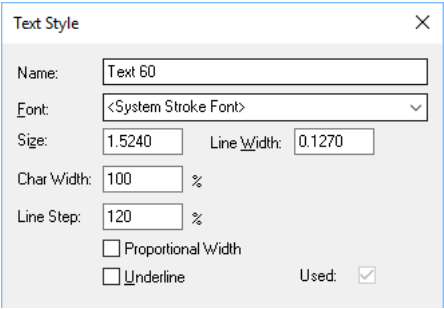 Text Style
Name: Text 60
Font: <System Stroke Font>
Size: 1.5240 Line Width: 0.1270
Char Width: 100 %
Line Step: 120 %
Proportional Width
Underline Used: